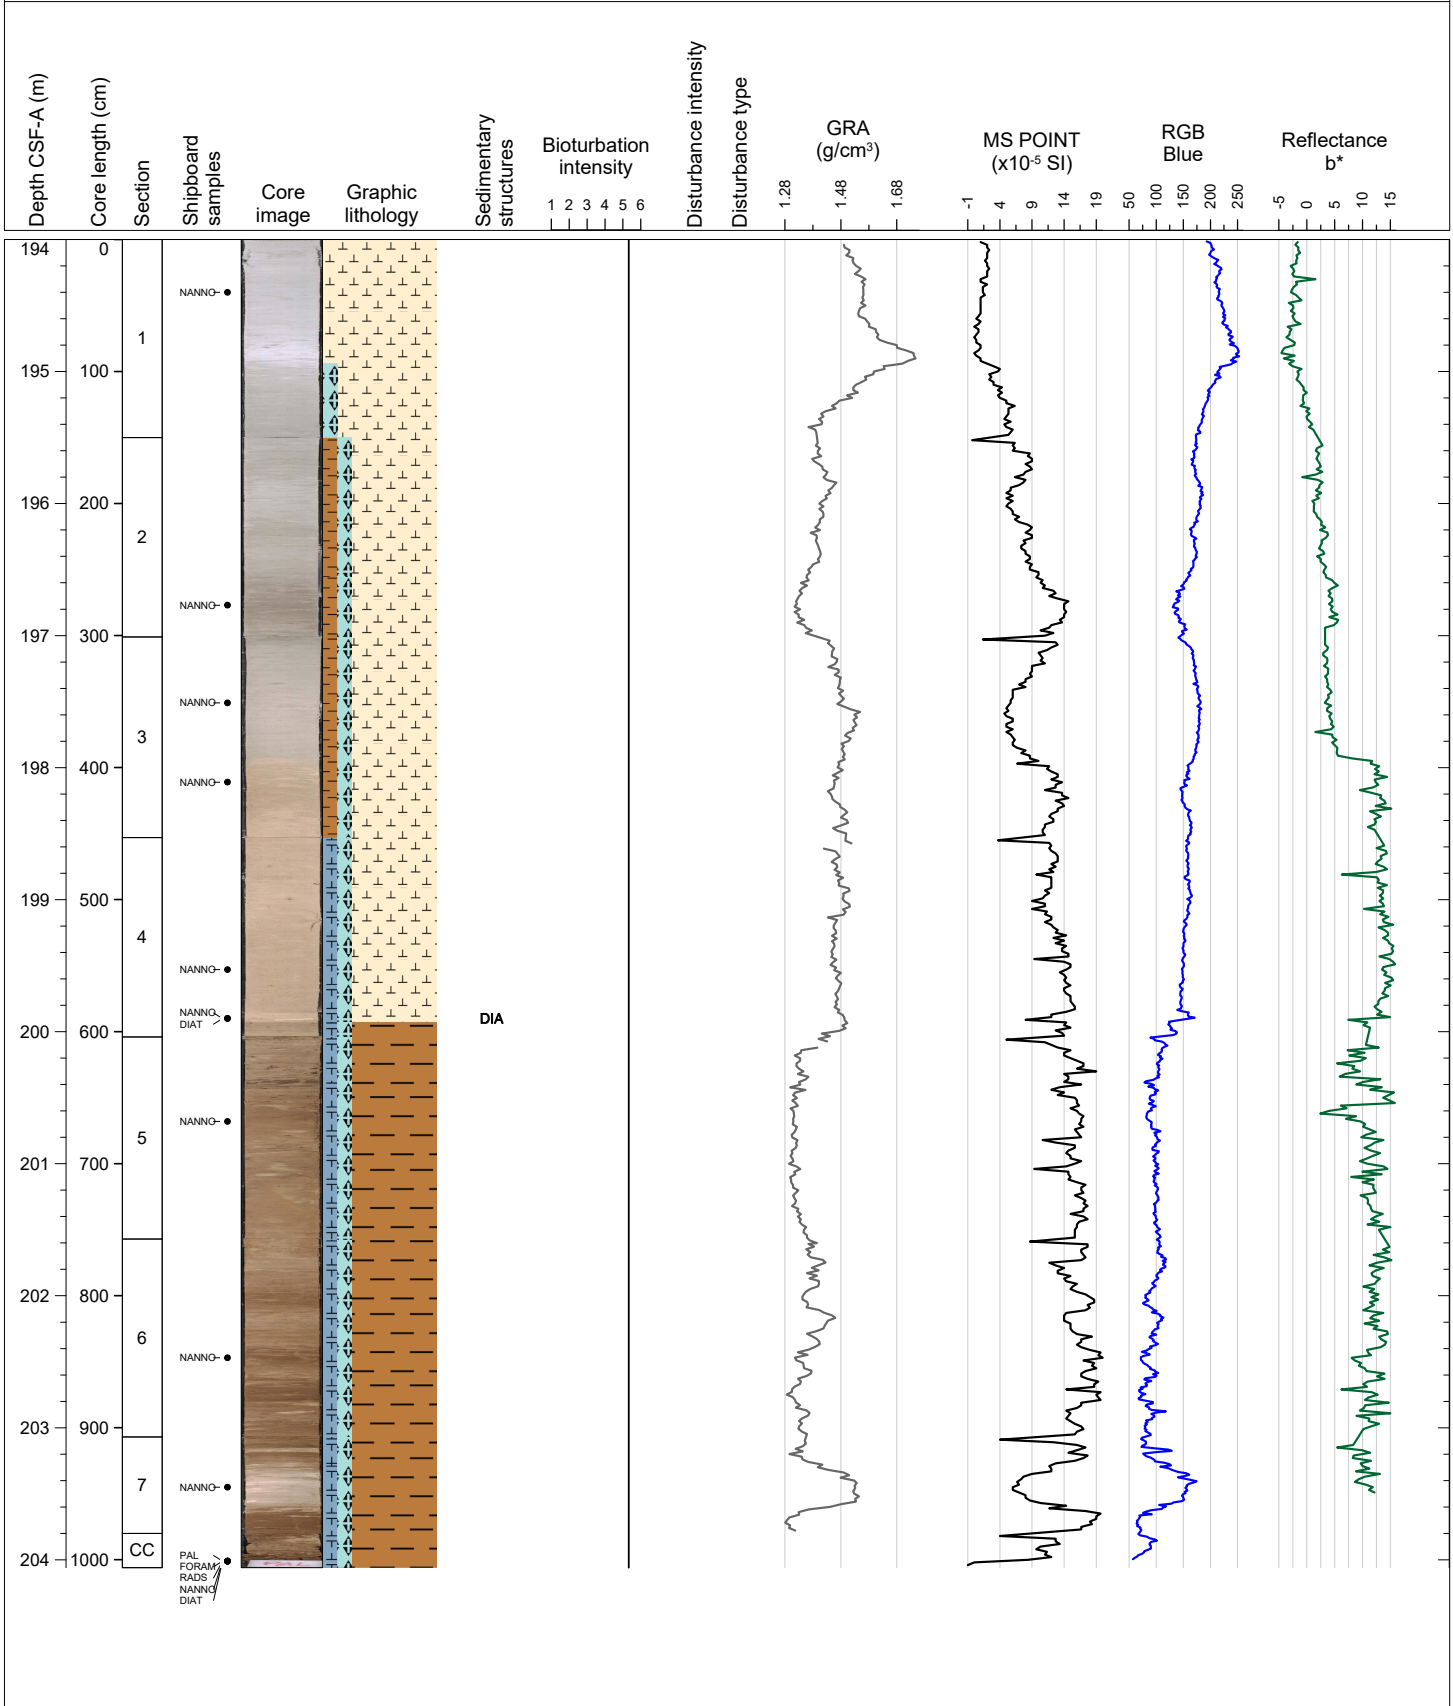 Depth CSF-A (m)
Core length (cm)
Section
Shipboard
samples
Core
image
Graphic
lithology
Sedimentary
structures
Bioturbation
intensity
1 2 3 4 5 6
Disturbance intensity
Disturbance type
GRA
(g/cm³)
1.28 1.48 1.68
MS POINT
(x10⁻⁵ SI)
-1 4 9 14 19
RGB
Blue
50 100 150 200 250
Reflectance
b*
-5 0 5 10 15
194 0
NANNO
1
195 100
196 200
2
NANNO
197 300
NANNO
3
198 400
NANNO
199 500
4
NANNO
NANNO
DIAT
DIA
200 600
NANNO
5
201 700
202 800
6
NANNO
203 900
7
NANNO
CC
204 1000
PAL
FORAM
RADS
NANNO
DIAT